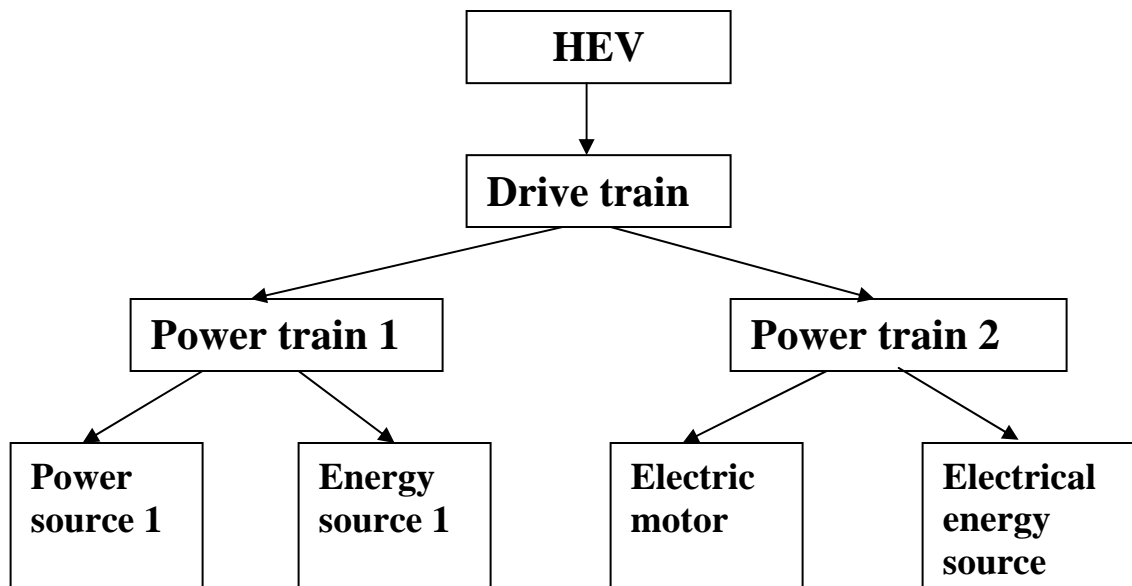 HEV
Drive train
Power train 1
Power train 2
Power
source 1
Energy
source 1
Electric
motor
Electrical
energy
source